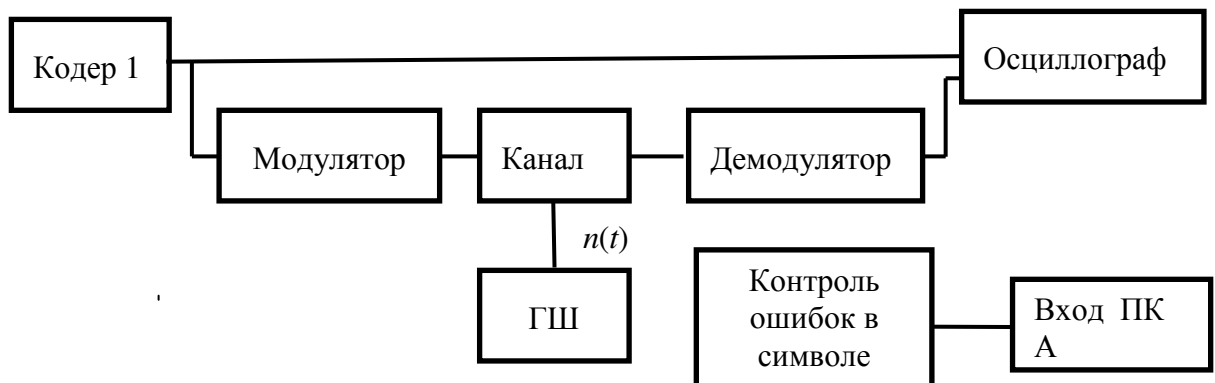 Кодер 1
Осциллограф
Модулятор
Канал
Демодулятор
n(t)
ГШ
Контроль
ошибок в
символе
Вход ПК
А